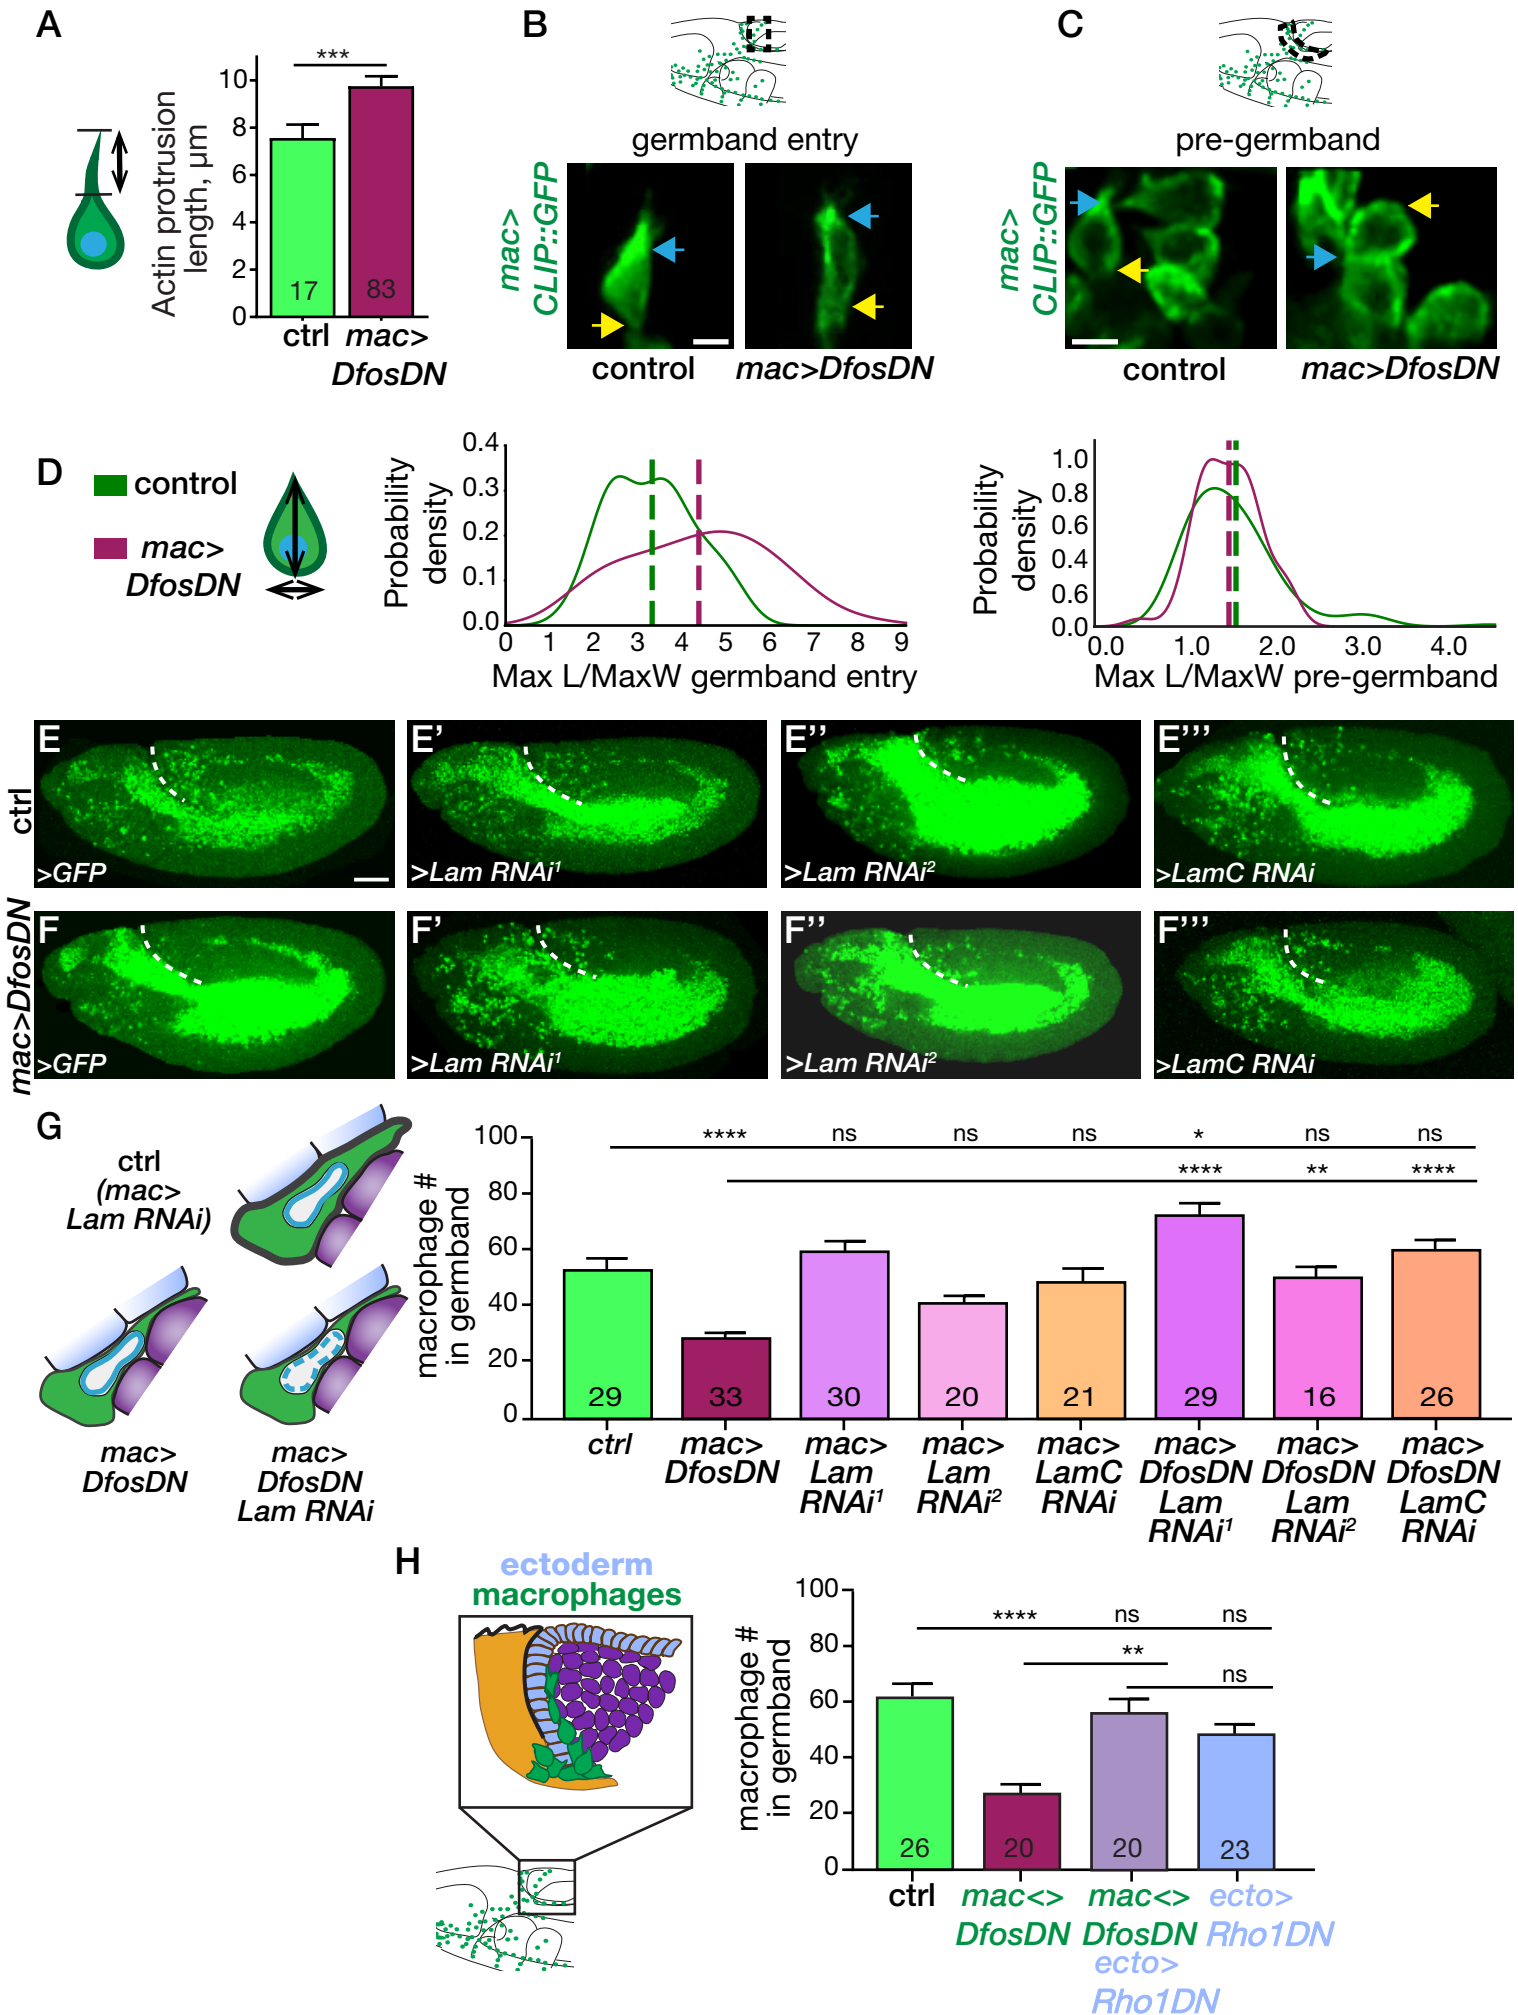 A
Actin protrusion
length, µm
10
8
6
4
2
0
***
17
83
ctrl
mac>
DfosDN
B
germband entry
mac>
CLIP::GFP
control
mac>DfosDN
C
pre-germband
mac>
CLIP::GFP
control
mac>DfosDN
D
control
mac>
DfosDN
Probability
density
0.4
0.3
0.2
0.1
0.0
0 1 2 3 4 5 6 7 8 9
Max L/MaxW germband entry
Probability
density
1.0
0.8
0.6
0.4
0.6
0.0
0.0 1.0 2.0 3.0 4.0
Max L/MaxW pre-germband
ctrl
E
>GFP
E'
>Lam RNAi¹
E''
>Lam RNAi²
E'''
>LamC RNAi
mac>DfosDN
F
>GFP
F'
>Lam RNAi¹
F''
>Lam RNAi²
F'''
>LamC RNAi
G
ctrl
(mac>
Lam RNAi)
mac>
DfosDN
mac>
DfosDN
Lam RNAi
macrophage #
in germband
100
80
60
40
20
0
**** ns ns ns * ns ns
**** ** ****
29 33 30 20 21 29 16 26
ctrl
mac>
DfosDN
mac>
Lam
RNAi¹
mac>
Lam
RNAi²
mac>
LamC
RNAi
mac>
DfosDN
Lam
RNAi¹
mac>
DfosDN
Lam
RNAi²
mac>
DfosDN
LamC
RNAi
H
ectoderm
macrophages
macrophage #
in germband
100
80
60
40
20
0
**** ns ns
**
ns
26 20 20 23
ctrl
mac<>
DfosDN
mac<>
DfosDN
ecto>
Rho1DN
ecto>
Rho1DN